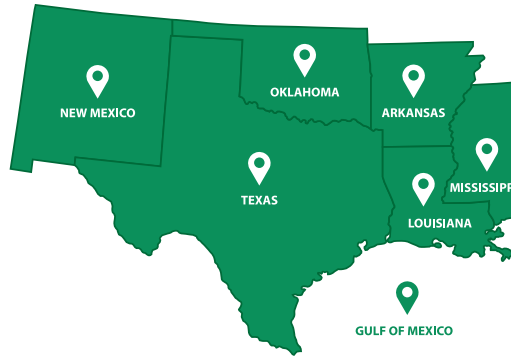 OKLAHOMA
NEW MEXICO
ARKANSAS
MISSISSIPP
TEXAS
LOUISIANA
GULF OF MEXICO